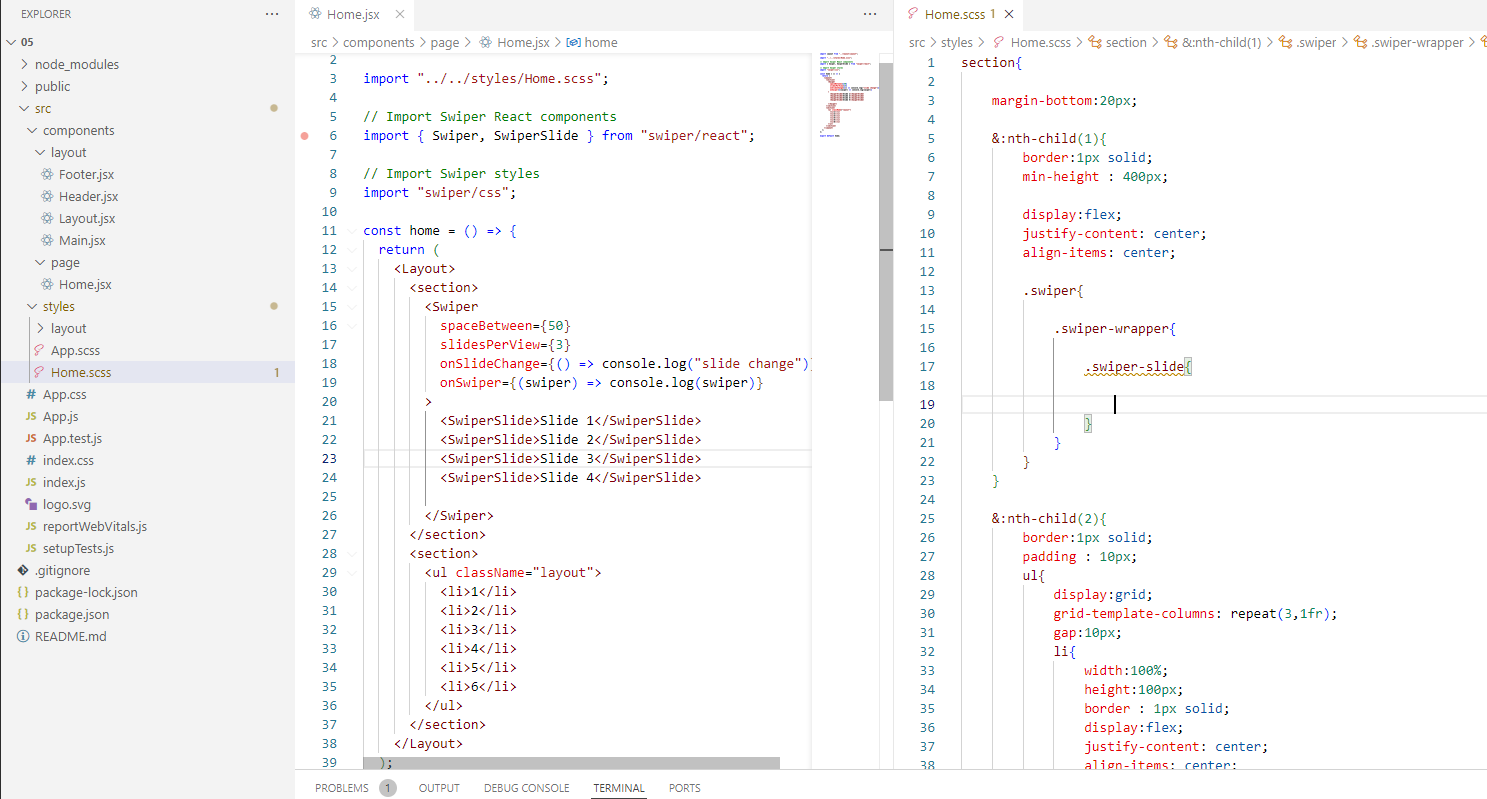 EXPLORER
05
node_modules
public
src
components
layout
Footer.jsx
Header.jsx
Layout.jsx
Main.jsx
page
Home.jsx
styles
layout
App.scss
Home.scss 1
# App.css
JS App.js
JS App.test.js
# index.css
JS index.js
logo.svg
JS reportWebVitals.js
JS setupTests.js
.gitignore
{} package-lock.json
{} package.json
README.md
Home.jsx
src > components > page > Home.jsx > home
2
3 import "../../styles/Home.scss";
4
5 // Import Swiper React components
6 import { Swiper, SwiperSlide } from "swiper/react";
7
8 // Import Swiper styles
9 import "swiper/css";
10
11 const home = () => {
12 return (
13 <Layout>
14 <section>
15 <Swiper
16 spaceBetween={50}
17 slidesPerView={3}
18 onSlideChange={() => console.log("slide change")}
19 onSwiper={(swiper) => console.log(swiper)}
20 >
21 <SwiperSlide>Slide 1</SwiperSlide>
22 <SwiperSlide>Slide 2</SwiperSlide>
23 <SwiperSlide>Slide 3</SwiperSlide>
24 <SwiperSlide>Slide 4</SwiperSlide>
25
26 </Swiper>
27 </section>
28 <section>
29 <ul className="layout">
30 <li>1</li>
31 <li>2</li>
32 <li>3</li>
33 <li>4</li>
34 <li>5</li>
35 <li>6</li>
36 </ul>
37 </section>
38 </Layout>
39 );
Home.scss 1
src > styles > Home.scss > section > &:nth-child(1) > .swiper > .swiper-wrapper >
1 section{
2
3 margin-bottom:20px;
4
5 &:nth-child(1){
6 border:1px solid;
7 min-height : 400px;
8
9 display:flex;
10 justify-content: center;
11 align-items: center;
12
13 .swiper{
14
15 .swiper-wrapper{
16
17 .swiper-slide{
18
19
20 }
21 }
22 }
23 }
24
25 &:nth-child(2){
26 border:1px solid;
27 padding : 10px;
28 ul{
29 display:grid;
30 grid-template-columns: repeat(3,1fr);
31 gap:10px;
32 li{
33 width:100%;
34 height:100px;
35 border : 1px solid;
36 display:flex;
37 justify-content: center;
38 align-items: center;
PROBLEMS 1 OUTPUT DEBUG CONSOLE TERMINAL PORTS